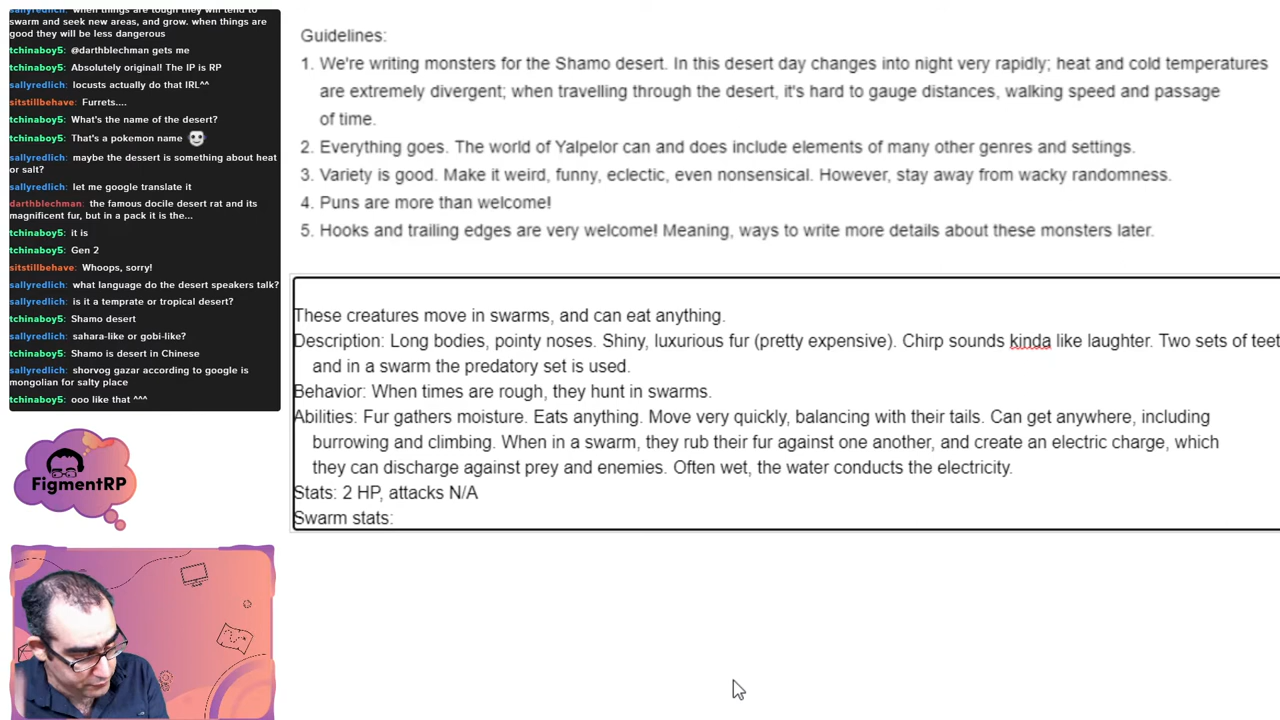 when things are tough they will tend to
swarm and seek new areas, and grow. when things are
good they will be less dangerous
tchinaboy5: @darthblechman gets me
tchinaboy5: Absolutely original! The IP is RP
sallyredlich: locusts actually do that IRL^^
sitstillbehave: Furrets....
tchinaboy5: What's the name of the desert?
tchinaboy5: That's a pokemon name
sallyredlich: maybe the dessert is something about heat
or salt?
sallyredlich: let me google translate it
darthblechman: the famous docile desert rat and its
magnificent fur, but in a pack it is the...
tchinaboy5: it is
tchinaboy5: Gen 2
sitstillbehave: Whoops, sorry!
sallyredlich: what language do the desert speakers talk?
sallyredlich: is it a temprate or tropical desert?
tchinaboy5: Shamo desert
sallyredlich: sahara-like or gobi-like?
tchinaboy5: Shamo is desert in Chinese
sallyredlich: shorvog gazar according to google is
mongolian for salty place
tchinaboy5: ooo like that ^^^
FigmentRP
Guidelines:
1. We're writing monsters for the Shamo desert. In this desert day changes into night very rapidly; heat and cold temperatures
are extremely divergent; when travelling through the desert, it's hard to gauge distances, walking speed and passage
of time.
2. Everything goes. The world of Yalpelor can and does include elements of many other genres and settings.
3. Variety is good. Make it weird, funny, eclectic, even nonsensical. However, stay away from wacky randomness.
4. Puns are more than welcome!
5. Hooks and trailing edges are very welcome! Meaning, ways to write more details about these monsters later.
These creatures move in swarms, and can eat anything.
Description: Long bodies, pointy noses. Shiny, luxurious fur (pretty expensive). Chirp sounds kinda like laughter. Two sets of teet
and in a swarm the predatory set is used.
Behavior: When times are rough, they hunt in swarms.
Abilities: Fur gathers moisture. Eats anything. Move very quickly, balancing with their tails. Can get anywhere, including
burrowing and climbing. When in a swarm, they rub their fur against one another, and create an electric charge, which
they can discharge against prey and enemies. Often wet, the water conducts the electricity.
Stats: 2 HP, attacks N/A
Swarm stats: